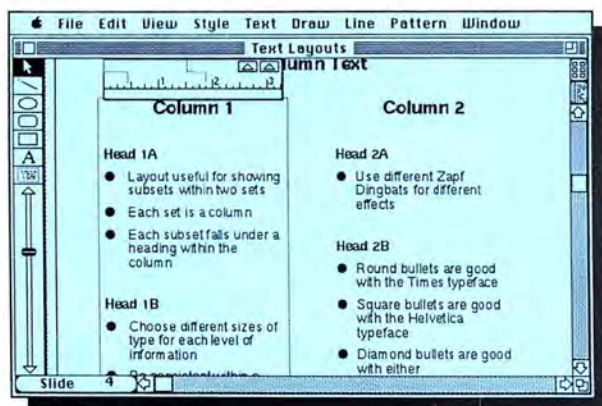 File Edit View Style Text Draw Line Pattern Window
Text Layouts
umn Text
1 2 3
Column 1
Head 1A
● Layout useful for showing
subsets within two sets
● Each set is a column
● Each subset falls under a
heading within the
column
Head 1B
● Choose different sizes of
type for each level of
information
Column 2
Head 2A
● Use different Zapf
Dingbats for different
effects
Head 2B
● Round bullets are good
with the Times typeface
● Square bullets are good
with the Helvetica
typeface
● Diamond bullets are good
with either
A
Slide 4